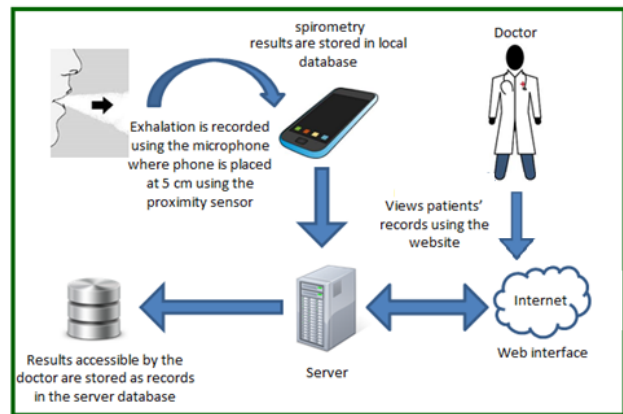 spirometry
results are stored in local
database
Doctor
Exhalation is recorded
using the microphone
where phone is placed
at 5 cm using the
proximity sensor
Views patients'
records using the
website
Internet
Web interface
Server
Results accessible by the
doctor are stored as records
in the server database